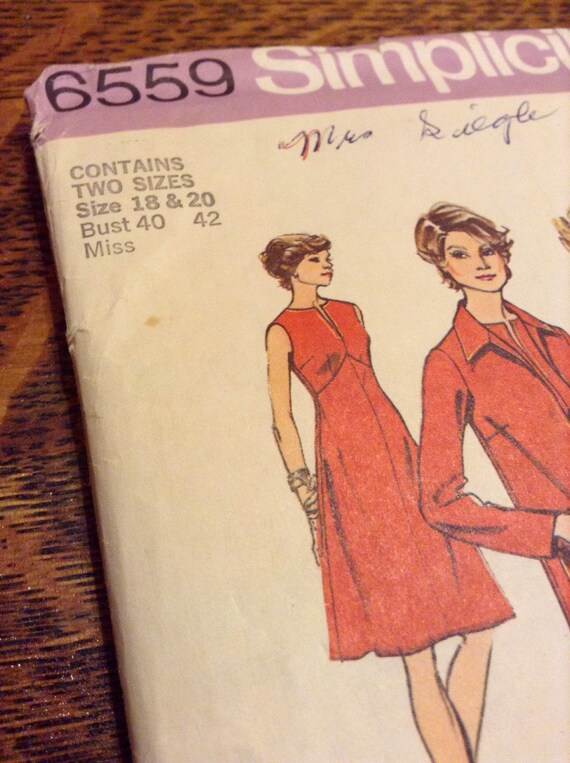 6559 Simplici
Mrs Siegle
CONTAINS
TWO SIZES
Size 18 & 20
Bust 40 42
Miss